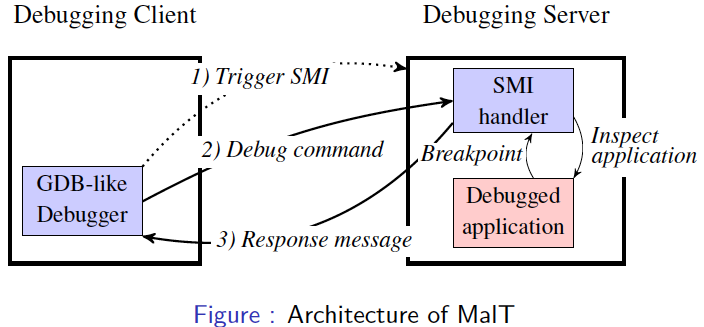 Debugging Client
Debugging Server
1) Trigger SMI
SMI
handler
2) Debug command
Breakpoint
Inspect
application
GDB-like
Debugger
Debugged
application
3) Response message
Figure : Architecture of MalT